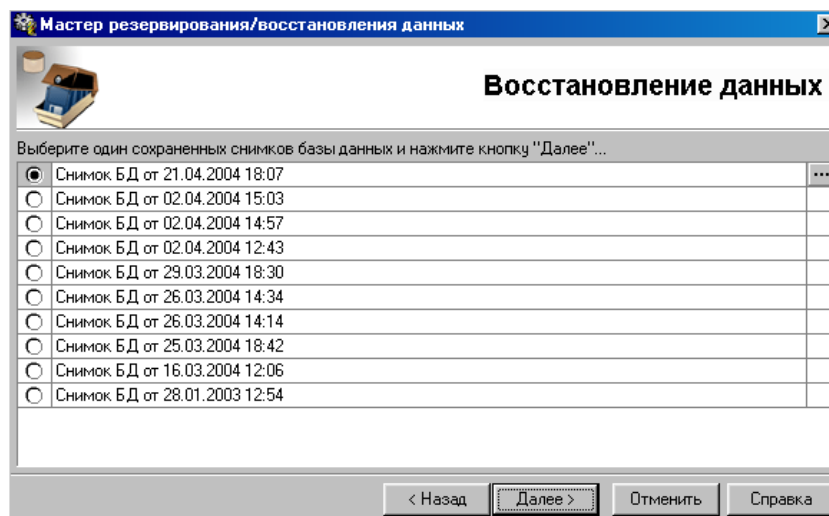 Мастер резервирования/восстановления данных
Восстановление данных
Выберите один сохраненных снимков базы данных и нажмите кнопку "Далее"...
Снимок БД от 21.04.2004 18:07
...
Снимок БД от 02.04.2004 15:03
Снимок БД от 02.04.2004 14:57
Снимок БД от 02.04.2004 12:43
Снимок БД от 29.03.2004 18:30
Снимок БД от 26.03.2004 14:34
Снимок БД от 26.03.2004 14:14
Снимок БД от 25.03.2004 18:42
Снимок БД от 16.03.2004 12:06
Снимок БД от 28.01.2003 12:54
< Назад Далее > Отменить Справка